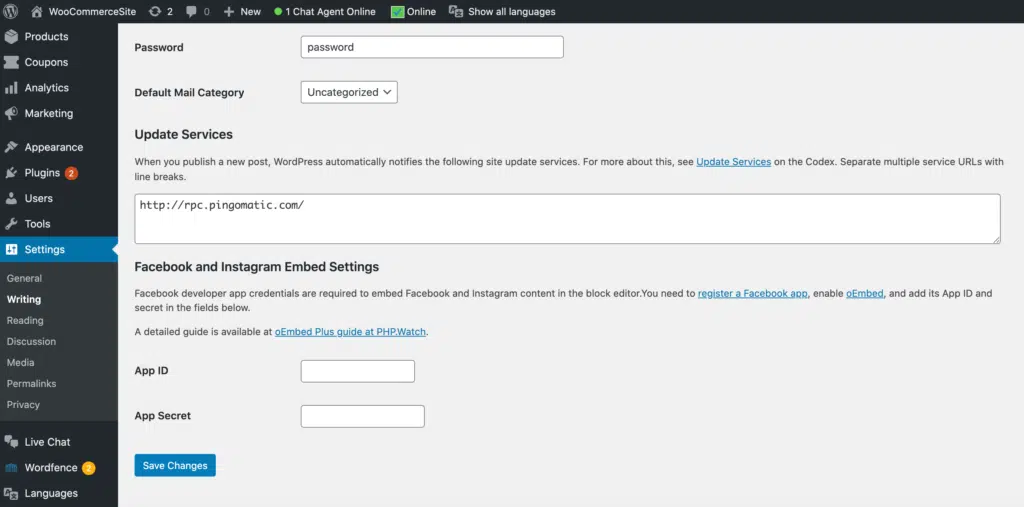 WooCommerceSite 2 0 New 1 Chat Agent Online Online Show all languages
Products
Coupons
Analytics
Marketing
Appearance
Plugins 2
Users
Tools
Settings
General
Writing
Reading
Discussion
Media
Permalinks
Privacy
Live Chat
Wordfence 2
Languages
Password password
Default Mail Category Uncategorized
Update Services
When you publish a new post, WordPress automatically notifies the following site update services. For more about this, see Update Services on the Codex. Separate multiple service URLs with
line breaks.
http://rpc.pingomatic.com/
Facebook and Instagram Embed Settings
Facebook developer app credentials are required to embed Facebook and Instagram content in the block editor.You need to register a Facebook app, enable oEmbed, and add its App ID and
secret in the fields below.
A detailed guide is available at oEmbed Plus guide at PHP.Watch.
App ID
App Secret
Save Changes